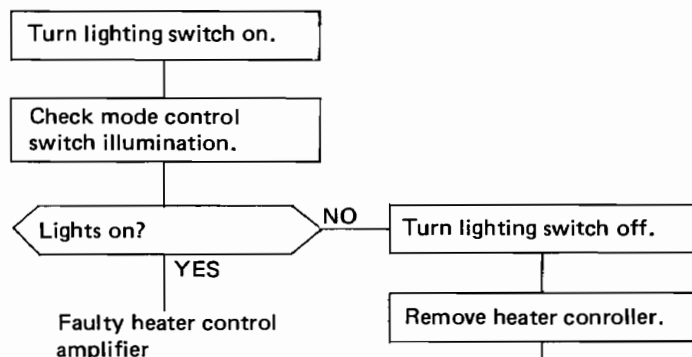 Turn lighting switch on.
Check mode control
switch illumination.
Lights on?
NO
Turn lighting switch off.
YES
Faulty heater control
amplifier
Remove heater conroller.